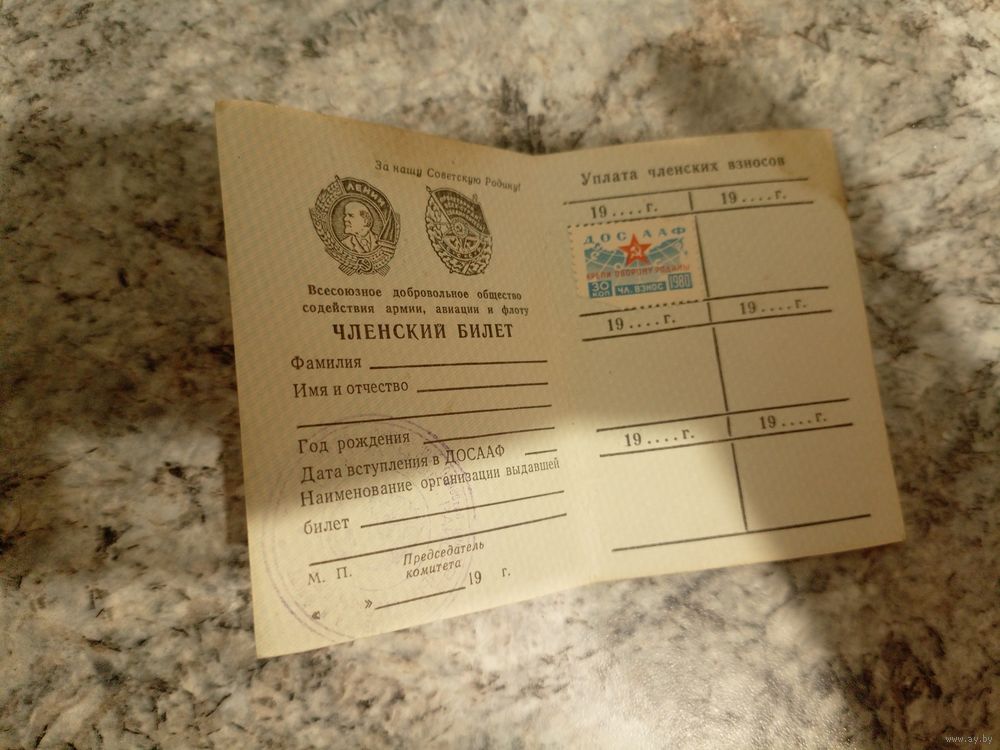 За нашу Советскую Родину!
ЛЕНИН
Всесоюзное добровольное общество
содействия армии, авиации и флоту
ЧЛЕНСКИЙ БИЛЕТ
Фамилия
Имя и отчество
Год рождения
Дата вступления в ДОСААФ
Наименование организации выдавшей
билет
М. П.
Председатель
комитета
« » 19 г.
Уплата членских взносов
19....г. 19....г.
ДОСААФ
КРЕПИ ОБОРОНУ РОДИНЫ
30 КОП ЧЛ. ВЗНОС 1980
19....г. 19....г.
19....г. 19....г.
www.ay.by